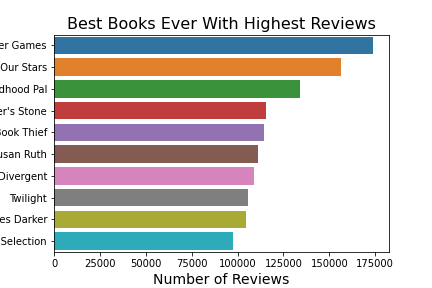 Best Books Ever With Highest Reviews
er Games
Our Stars
dhood Pal
er's Stone
Book Thief
usan Ruth
Divergent
Twilight
es Darker
Selection
0 25000 50000 75000 100000 125000 150000 175000
Number of Reviews